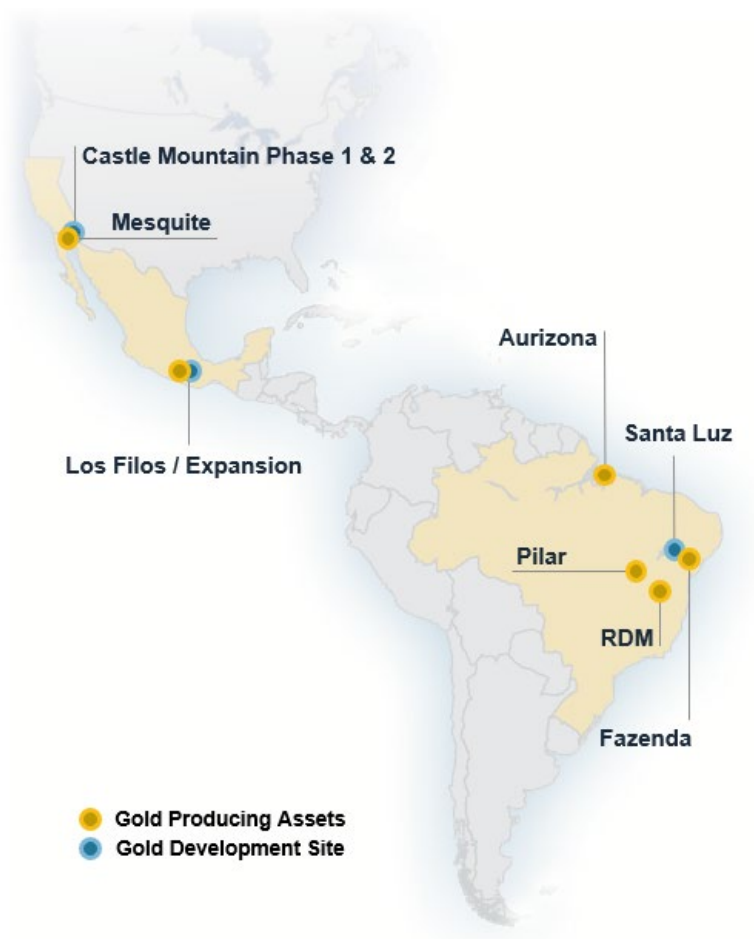 Castle Mountain Phase 1 & 2
Mesquite
Aurizona
Santa Luz
Los Filos / Expansion
Pilar
RDM
Fazenda
Gold Producing Assets
Gold Development Site